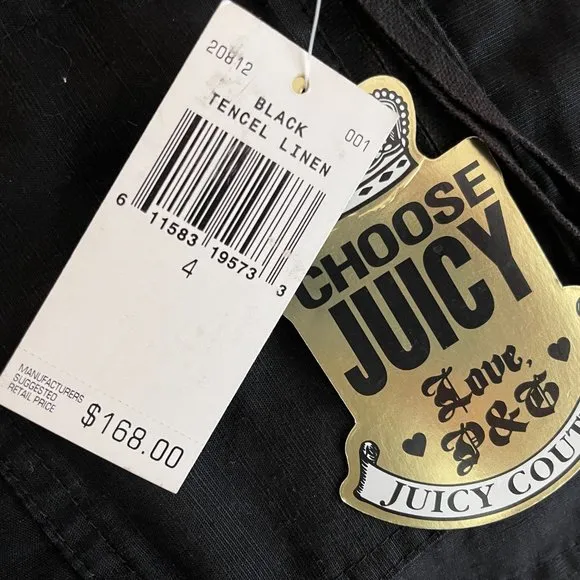 20812
001
BLACK
TENCEL LINEN
6 11583 19573 3
4
MANUFACTURERS
SUGGESTED
RETAIL PRICE
$168.00
CHOOSE
JUICY
Love,
P&G
JUICY COUT